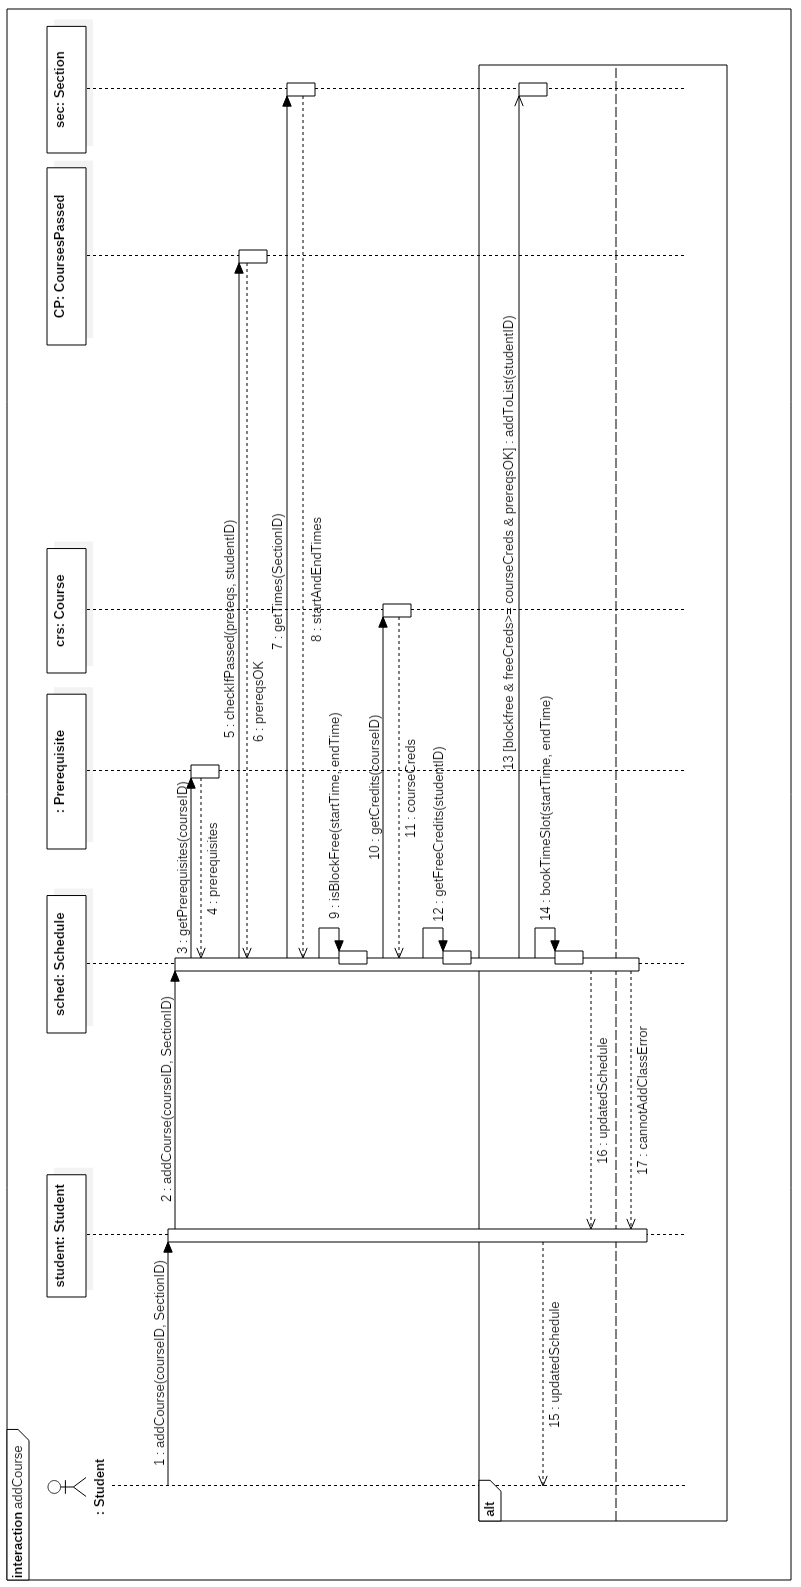 interaction addCourse
: Student
student: Student
sched: Schedule
: Prerequisite
crs: Course
CP: CoursesPassed
sec: Section
1 : addCourse(courseID, SectionID)
2 : addCourse(courseID, SectionID)
3 : getPrerequisites(courseID)
4 : prerequisites
5 : checkIfPassed(prereqs, studentID)
6 : prereqsOK
7 : getTimes(SectionID)
8 : startAndEndTimes
9 : isBlockFree(startTime, endTime)
10 : getCredits(courseID)
11 : courseCreds
12 : getFreeCredits(studentID)
alt
13 [blockfree & freeCreds>= courseCreds & prereqsOK] : addToList(studentID)
14 : bookTimeSlot(startTime, endTime)
15 : updatedSchedule
16 : updatedSchedule
17 : cannotAddClassError